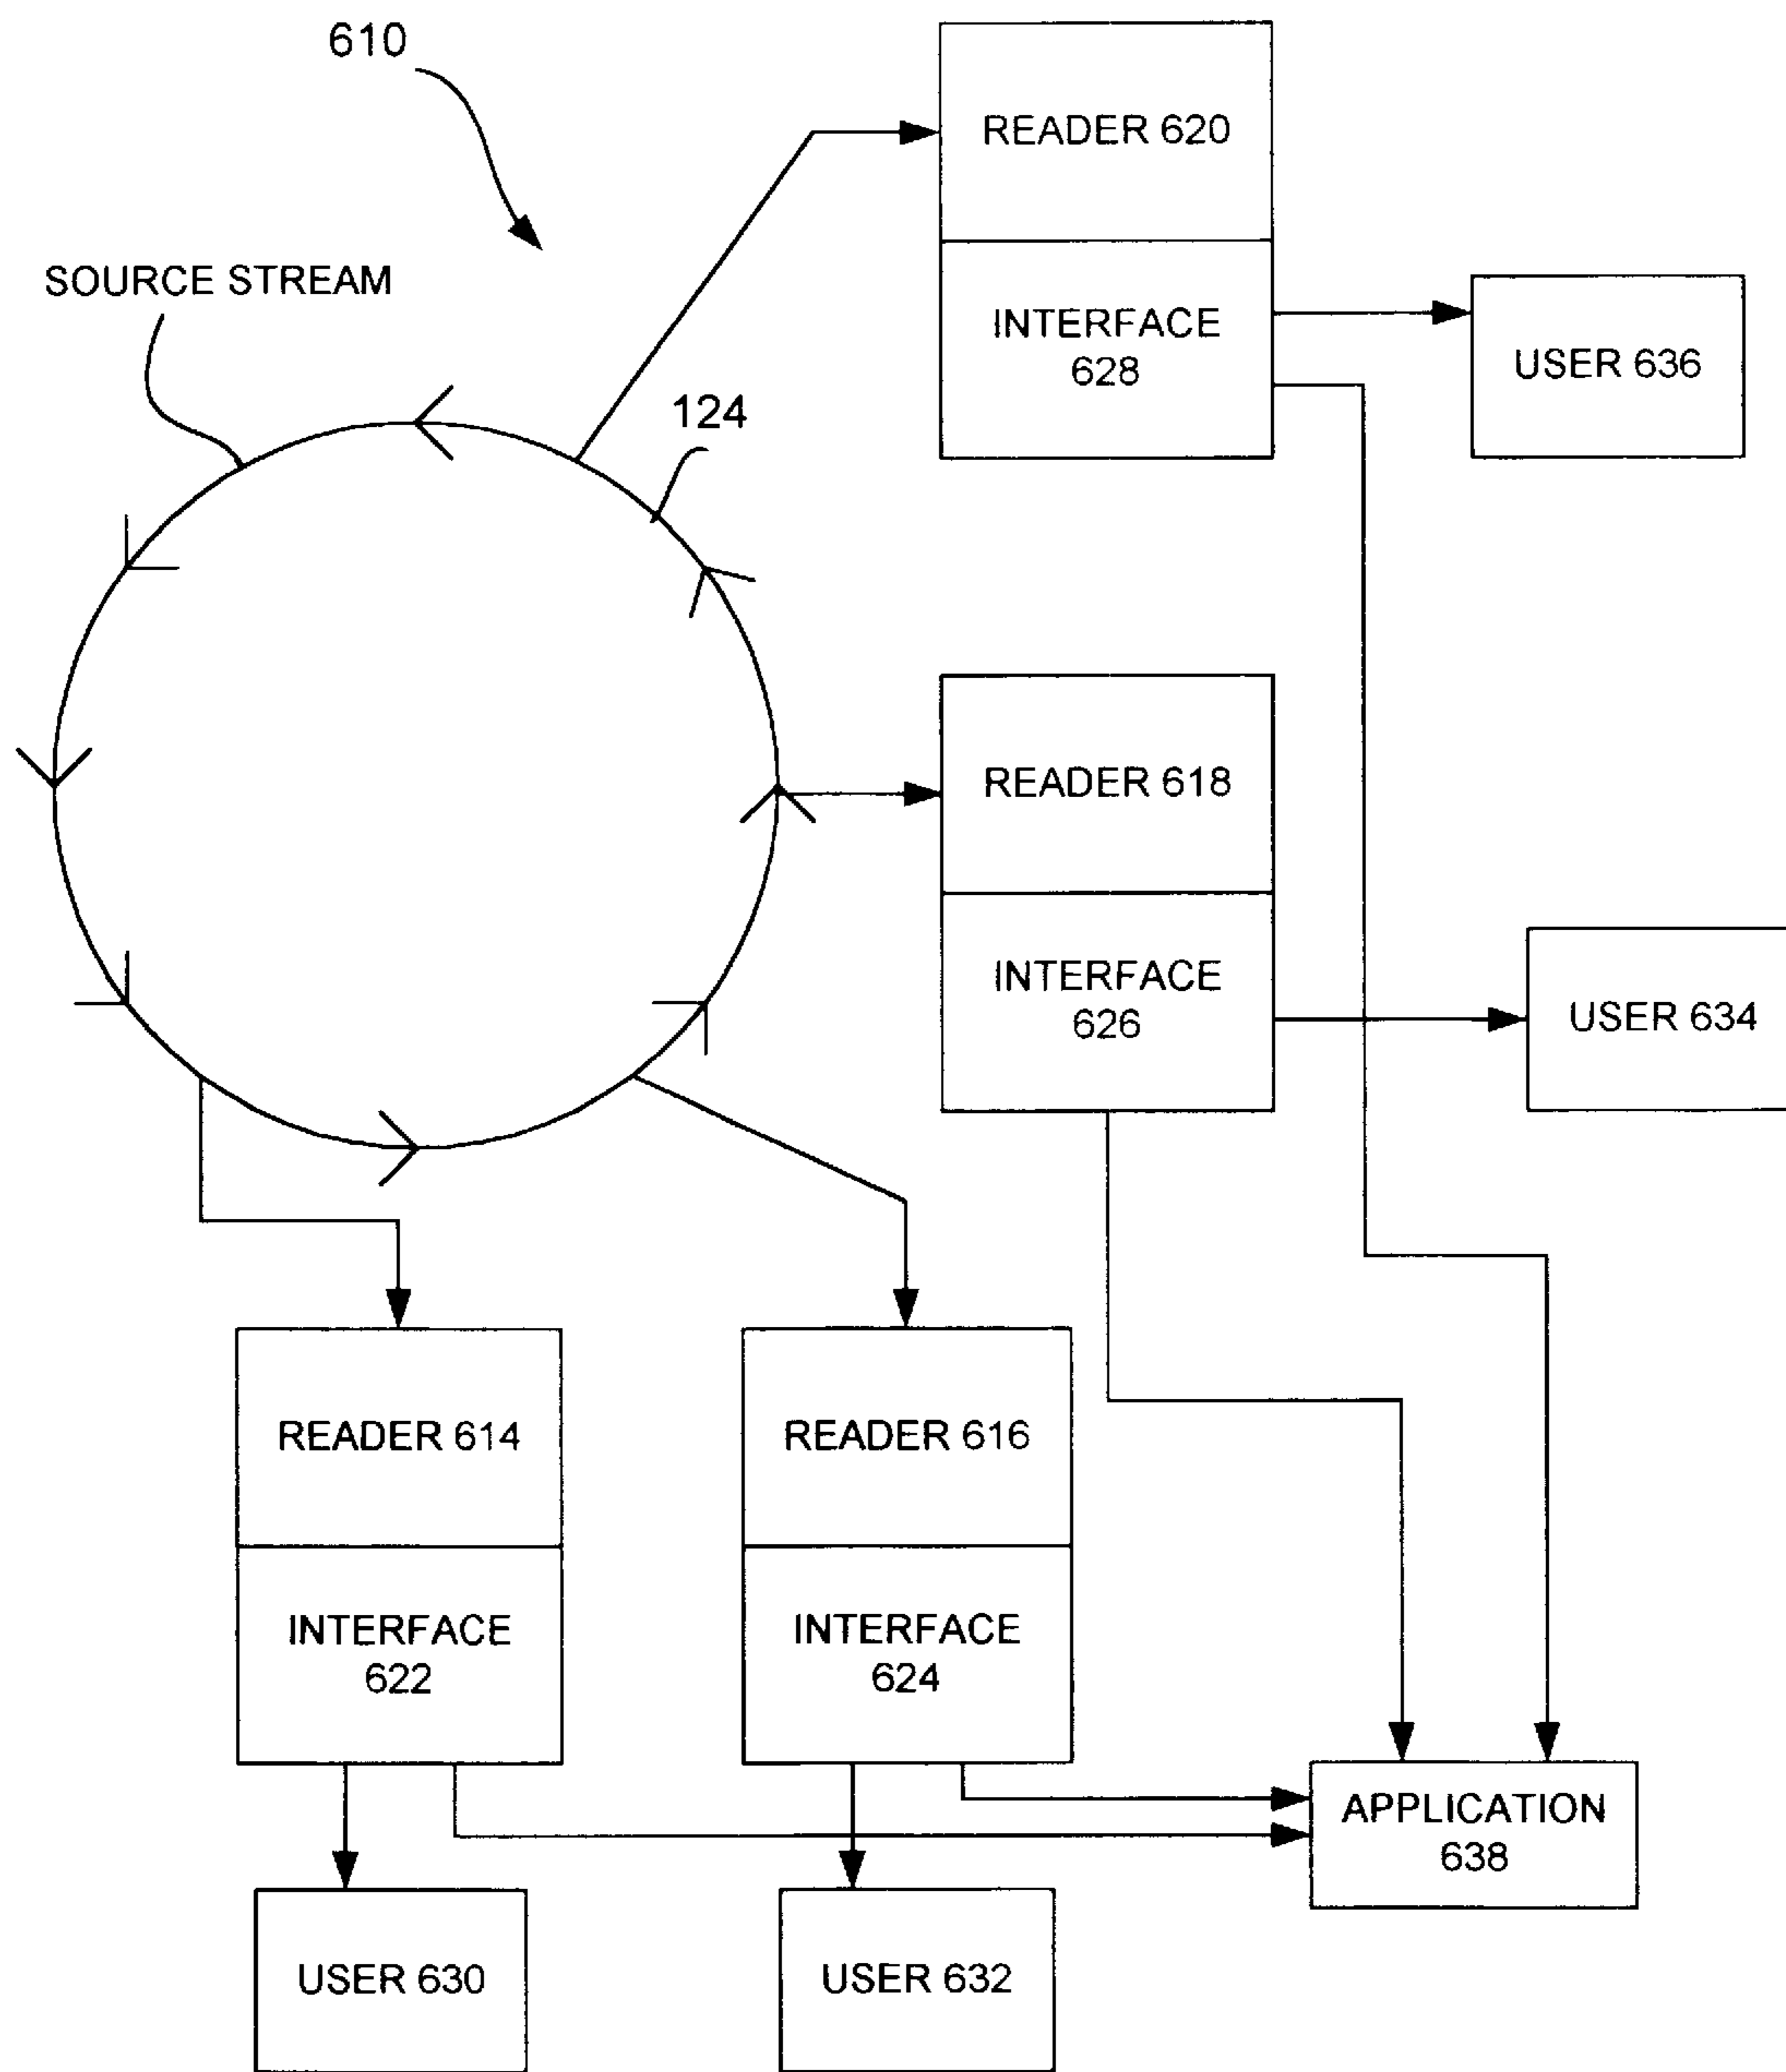 610
READER 620
SOURCE STREAM
INTERFACE
628
USER 636
124
READER 618
INTERFACE
626
USER 634
READER 614
READER 616
INTERFACE
622
INTERFACE
624
APPLICATION
638
USER 630
USER 632